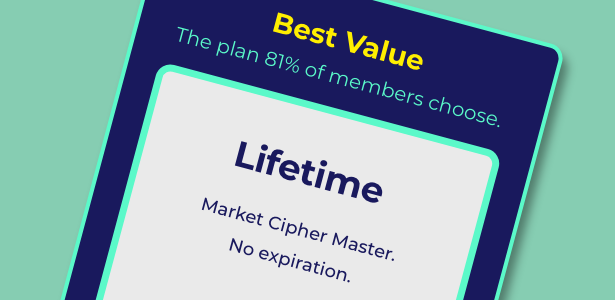 Best Value
The plan 81% of members choose.
Lifetime
Market Cipher Master.
No expiration.